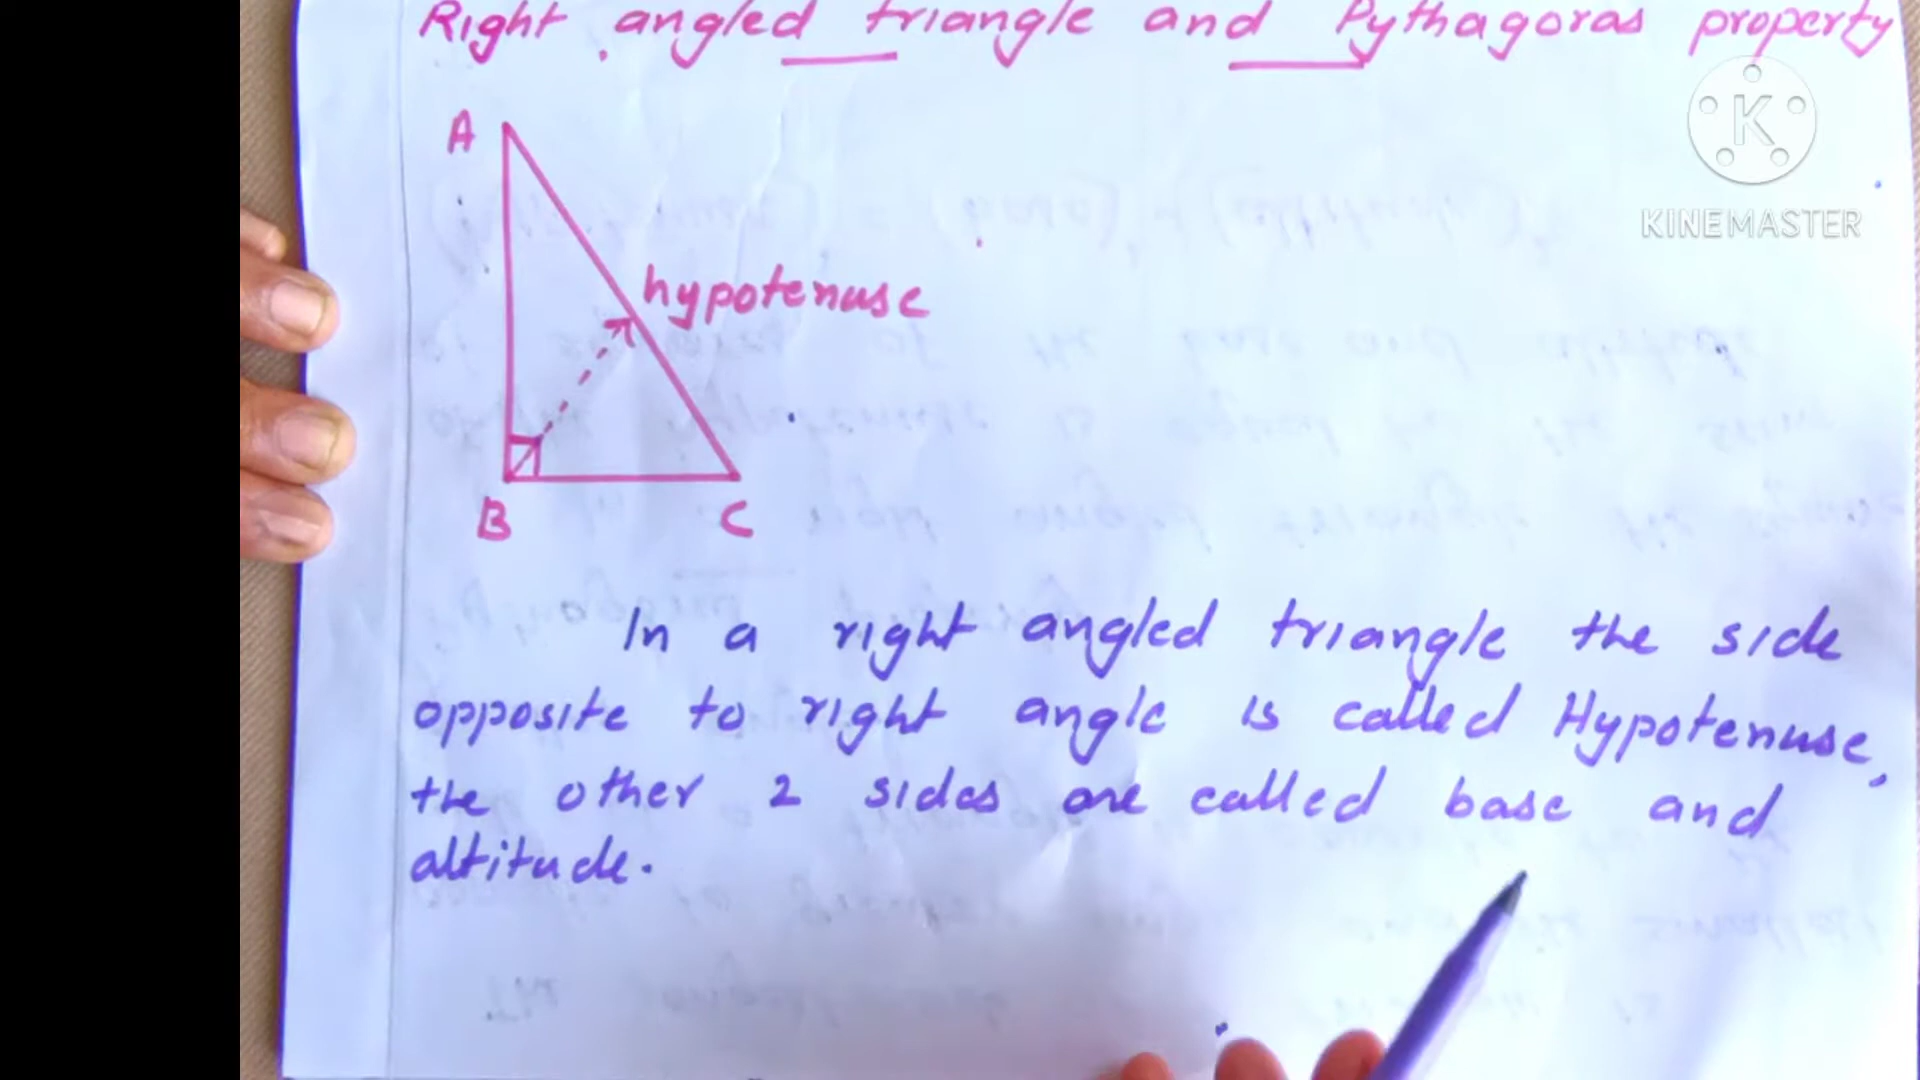 Right angled triangle and Pythagoras property
K
KINEMASTER
A
hypotenuse
B
C
In a right angled triangle the side
opposite to right angle is called Hypotenuse,
the other 2 sides are called base and
altitude.